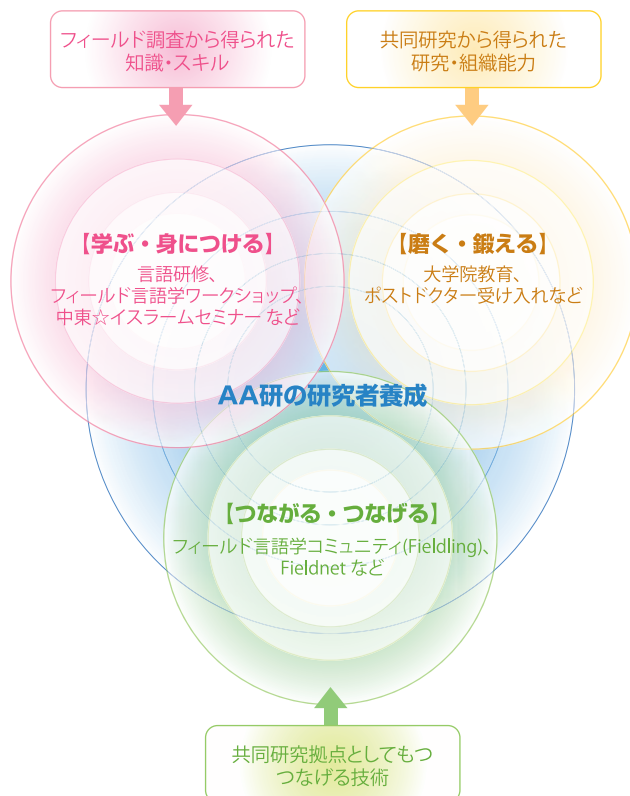 フィールド調査から得られた
知識・スキル
共同研究から得られた
研究・組織能力
【学ぶ・身につける】
言語研修、
フィールド言語学ワークショップ、
中東☆イスラームセミナー など
【磨く・鍛える】
大学院教育、
ポストドクター受け入れなど
AA研の研究者養成
【つながる・つなげる】
フィールド言語学コミュニティ(Fieldling)、
Fieldnet など
共同研究拠点としてもつ
つなげる技術